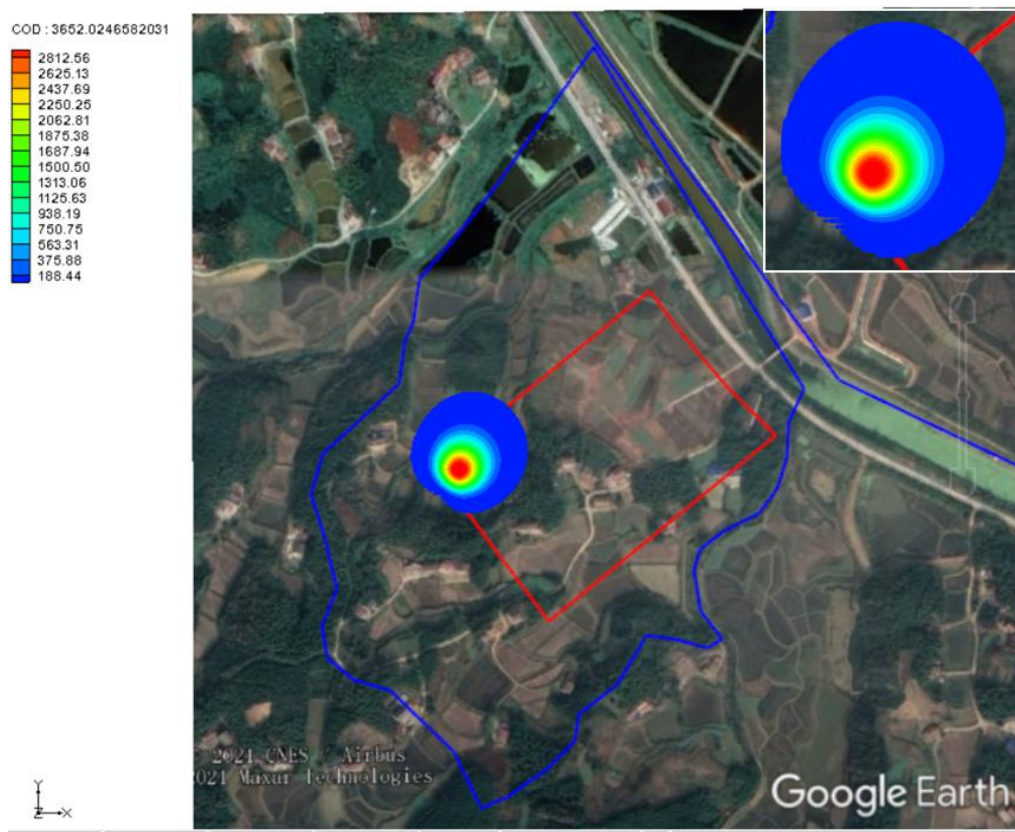 COD : 3652.0246582031
2812.56
2625.13
2437.69
2250.25
2062.81
1875.38
1687.94
1500.50
1313.06
1125.63
938.19
750.75
563.31
375.88
188.44
2021 CNES / Airbus
2021 Maxar Technologies
Google Earth
Y
Z X